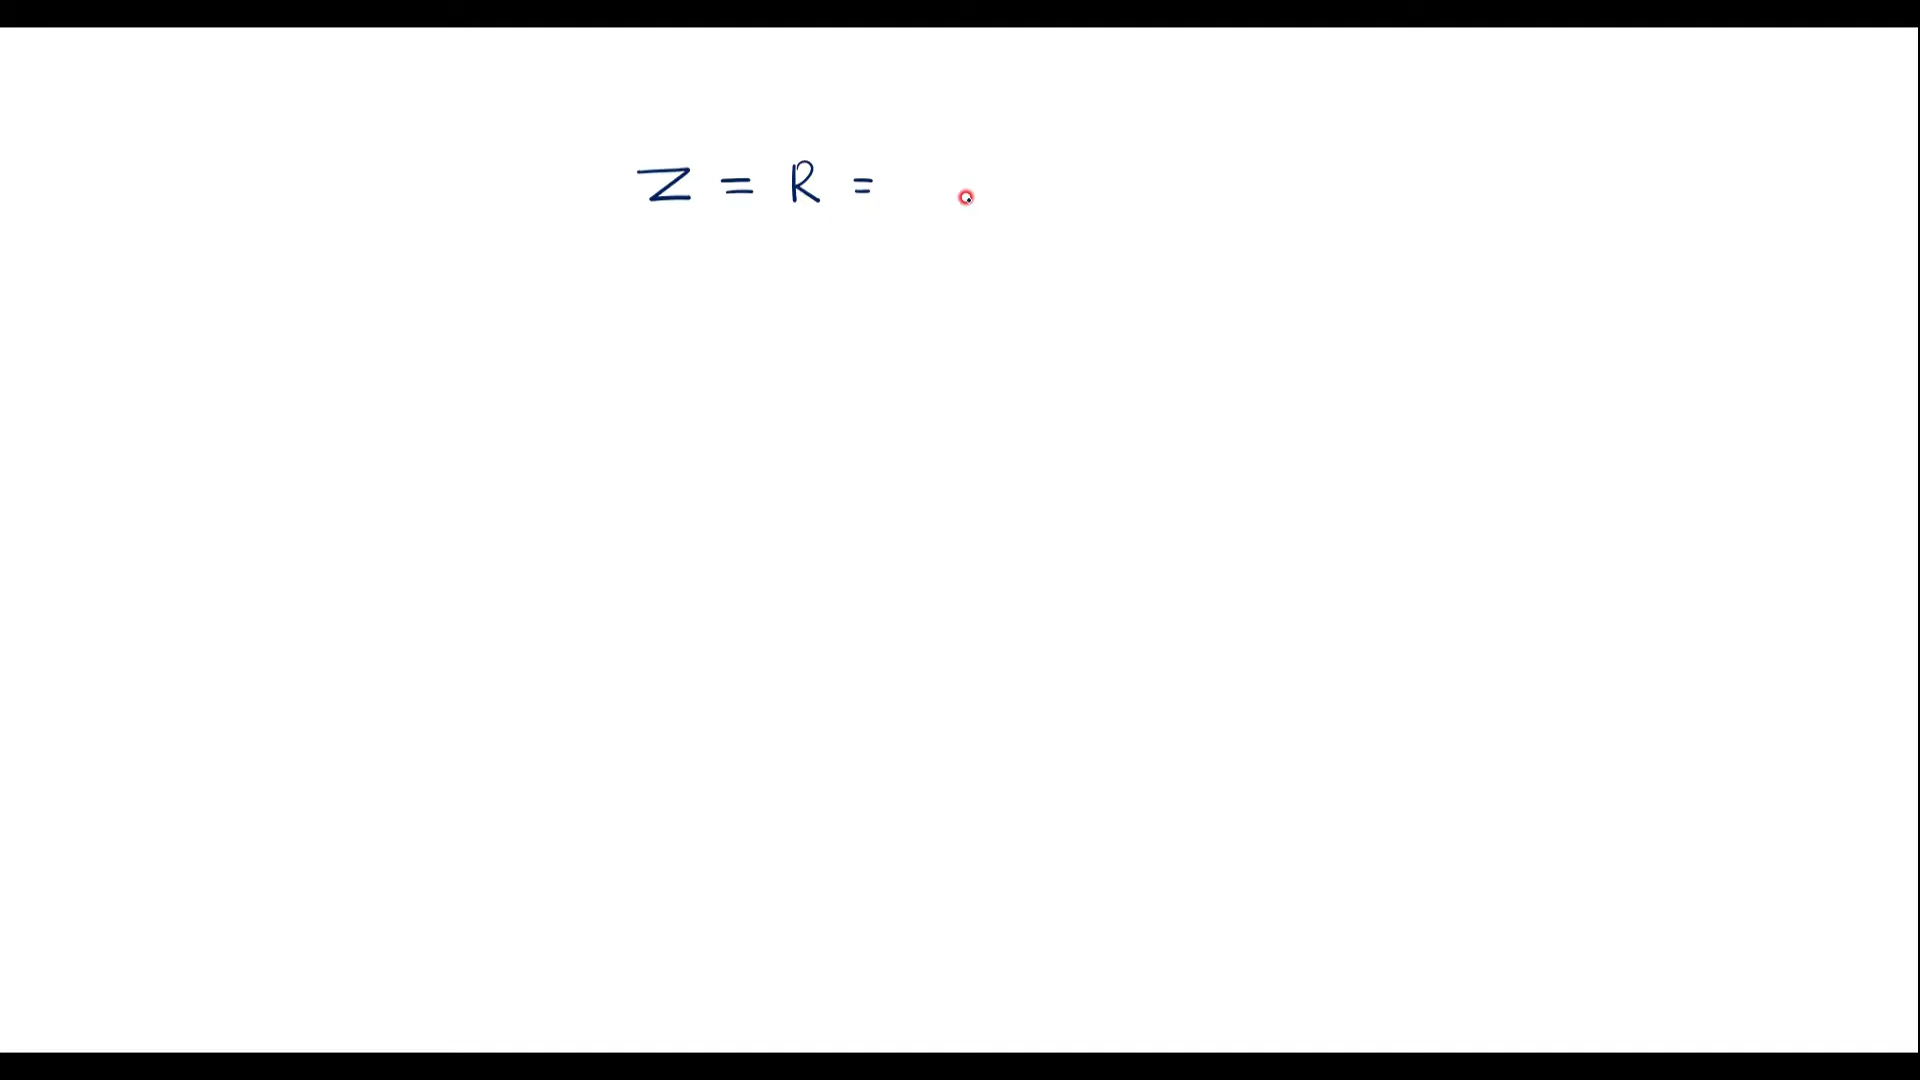 Z = R =